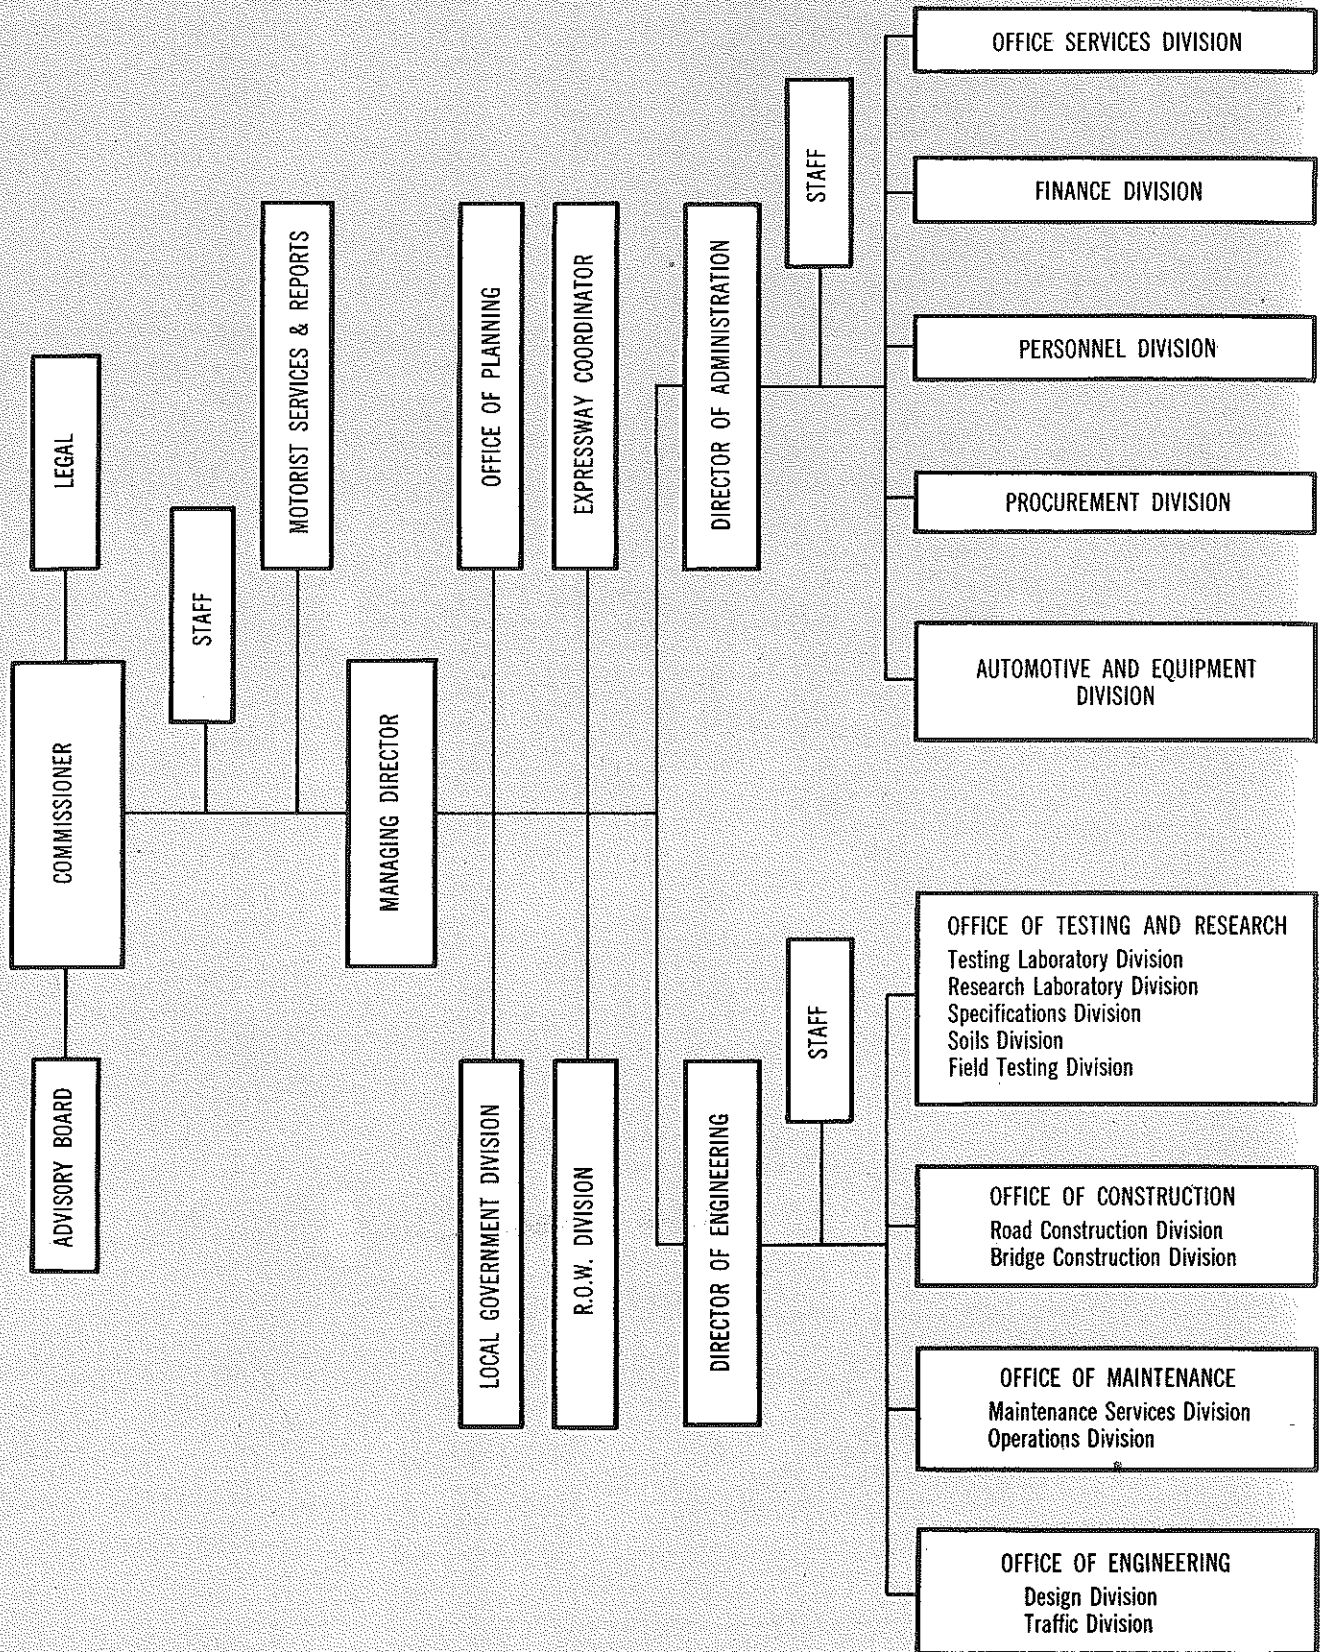 COMMISSIONER
ADVISORY BOARD
LEGAL
STAFF
MOTORIST SERVICES & REPORTS
MANAGING DIRECTOR
LOCAL GOVERNMENT DIVISION
OFFICE OF PLANNING
R.O.W. DIVISION
EXPRESSWAY COORDINATOR
DIRECTOR OF ENGINEERING
DIRECTOR OF ADMINISTRATION
STAFF
STAFF
OFFICE OF ENGINEERING
Design Division
Traffic Division
OFFICE OF MAINTENANCE
Maintenance Services Division
Operations Division
OFFICE OF CONSTRUCTION
Road Construction Division
Bridge Construction Division
OFFICE OF TESTING AND RESEARCH
Testing Laboratory Division
Research Laboratory Division
Specifications Division
Soils Division
Field Testing Division
AUTOMOTIVE AND EQUIPMENT
DIVISION
PROCUREMENT DIVISION
PERSONNEL DIVISION
FINANCE DIVISION
OFFICE SERVICES DIVISION